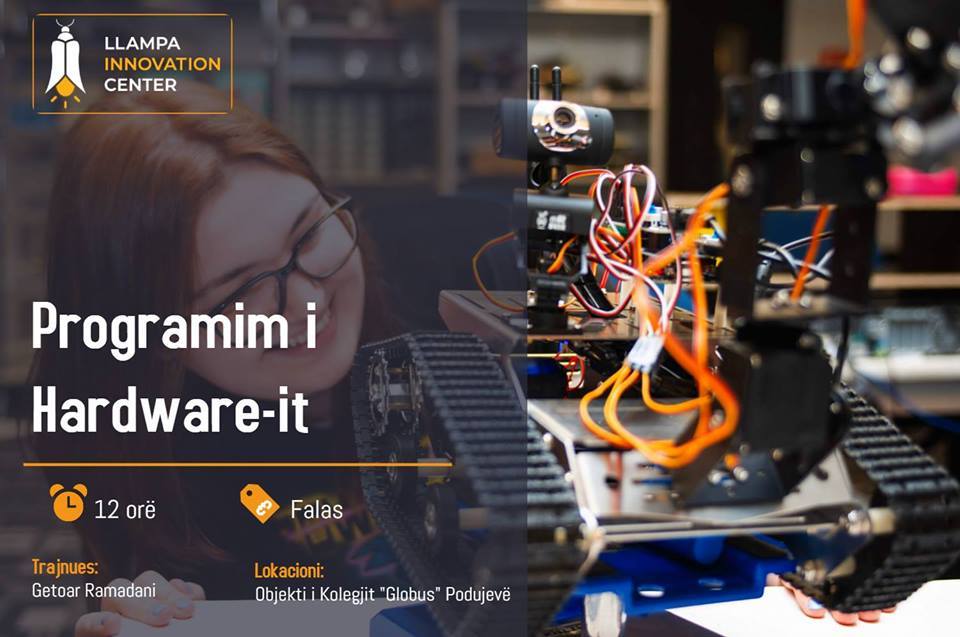 LLAMPA
INNOVATION
CENTER
Programim i
Hardware-it
12 orë
Falas
Trajnues:
Getoar Ramadani
Lokacioni:
Objekti i Kolegjit "Globus" Podujevë